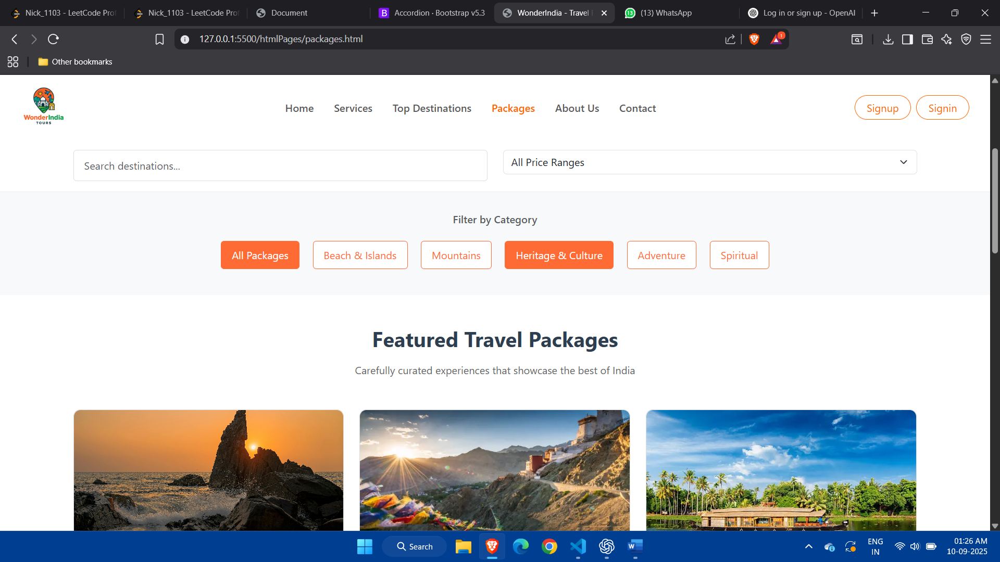 Nick_1103 - LeetCode Prof
Nick_1103 - LeetCode Prof
Document
B
Accordion · Bootstrap v5.3
WonderIndia - Travel P
13
(13) WhatsApp
Log in or sign up - OpenAI
127.0.0.1:5500/htmlPages/packages.html
1
Other bookmarks
WonderIndia
TOURS
Home
Services
Top Destinations
Packages
About Us
Contact
Signup
Signin
Search destinations...
All Price Ranges
Filter by Category
All Packages
Beach & Islands
Mountains
Heritage & Culture
Adventure
Spiritual
Featured Travel Packages
Carefully curated experiences that showcase the best of India
Search
W
ENG
IN
01:26 AM
10-09-2025